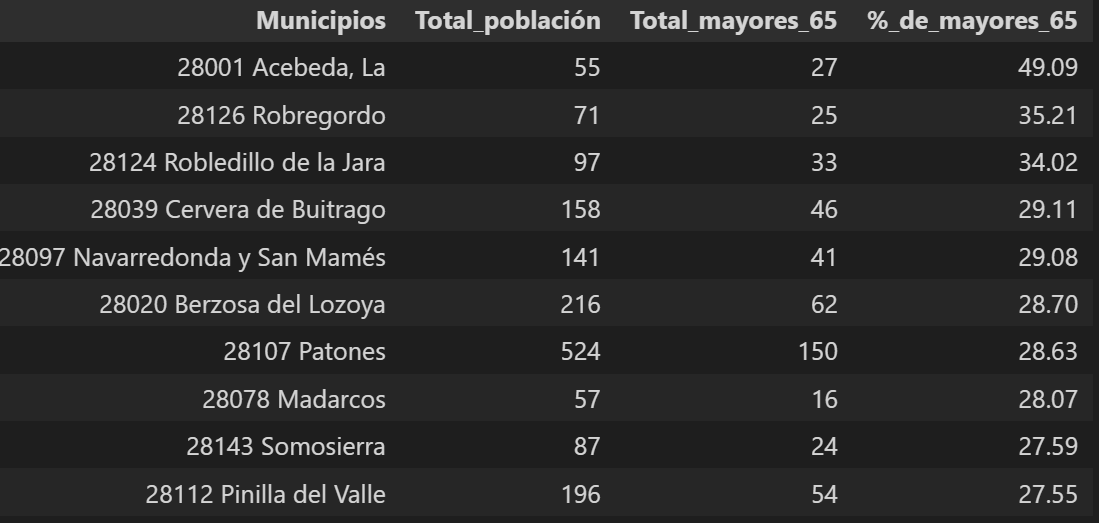 Municipios Total_población Total_mayores_65 %_de_mayores_65
28001 Acebeda, La 55 27 49.09
28126 Robregordo 71 25 35.21
28124 Robledillo de la Jara 97 33 34.02
28039 Cervera de Buitrago 158 46 29.11
28097 Navarredonda y San Mamés 141 41 29.08
28020 Berzosa del Lozoya 216 62 28.70
28107 Patones 524 150 28.63
28078 Madarcos 57 16 28.07
28143 Somosierra 87 24 27.59
28112 Pinilla del Valle 196 54 27.55